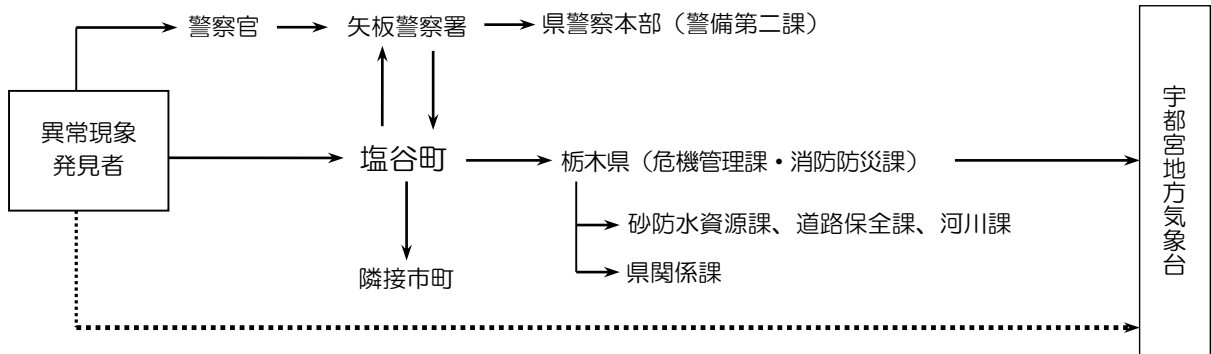 警察官
矢板警察署
県警察本部（警備第二課）
異常現象
発見者
塩谷町
栃木県（危機管理課・消防防災課）
砂防水資源課、道路保全課、河川課
県関係課
隣接市町
宇都宮地方気象台